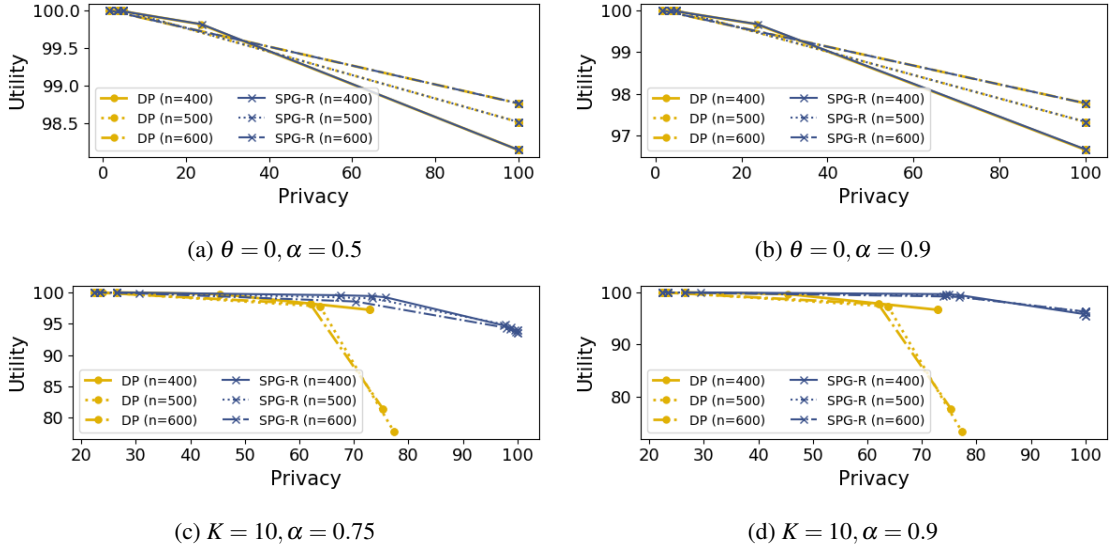 100.0
99.5
99.0
98.5
Utility
DP (n=400)
DP (n=500)
DP (n=600)
SPG-R (n=400)
SPG-R (n=500)
SPG-R (n=600)
0 20 40 60 80 100
Privacy
(a) θ = 0, α = 0.5
100
99
98
97
Utility
DP (n=400)
DP (n=500)
DP (n=600)
SPG-R (n=400)
SPG-R (n=500)
SPG-R (n=600)
0 20 40 60 80 100
Privacy
(b) θ = 0, α = 0.9
100
95
90
85
80
Utility
DP (n=400)
DP (n=500)
DP (n=600)
SPG-R (n=400)
SPG-R (n=500)
SPG-R (n=600)
20 30 40 50 60 70 80 90 100
Privacy
(c) K = 10, α = 0.75
100
90
80
Utility
DP (n=400)
DP (n=500)
DP (n=600)
SPG-R (n=400)
SPG-R (n=500)
SPG-R (n=600)
20 30 40 50 60 70 80 90 100
Privacy
(d) K = 10, α = 0.9